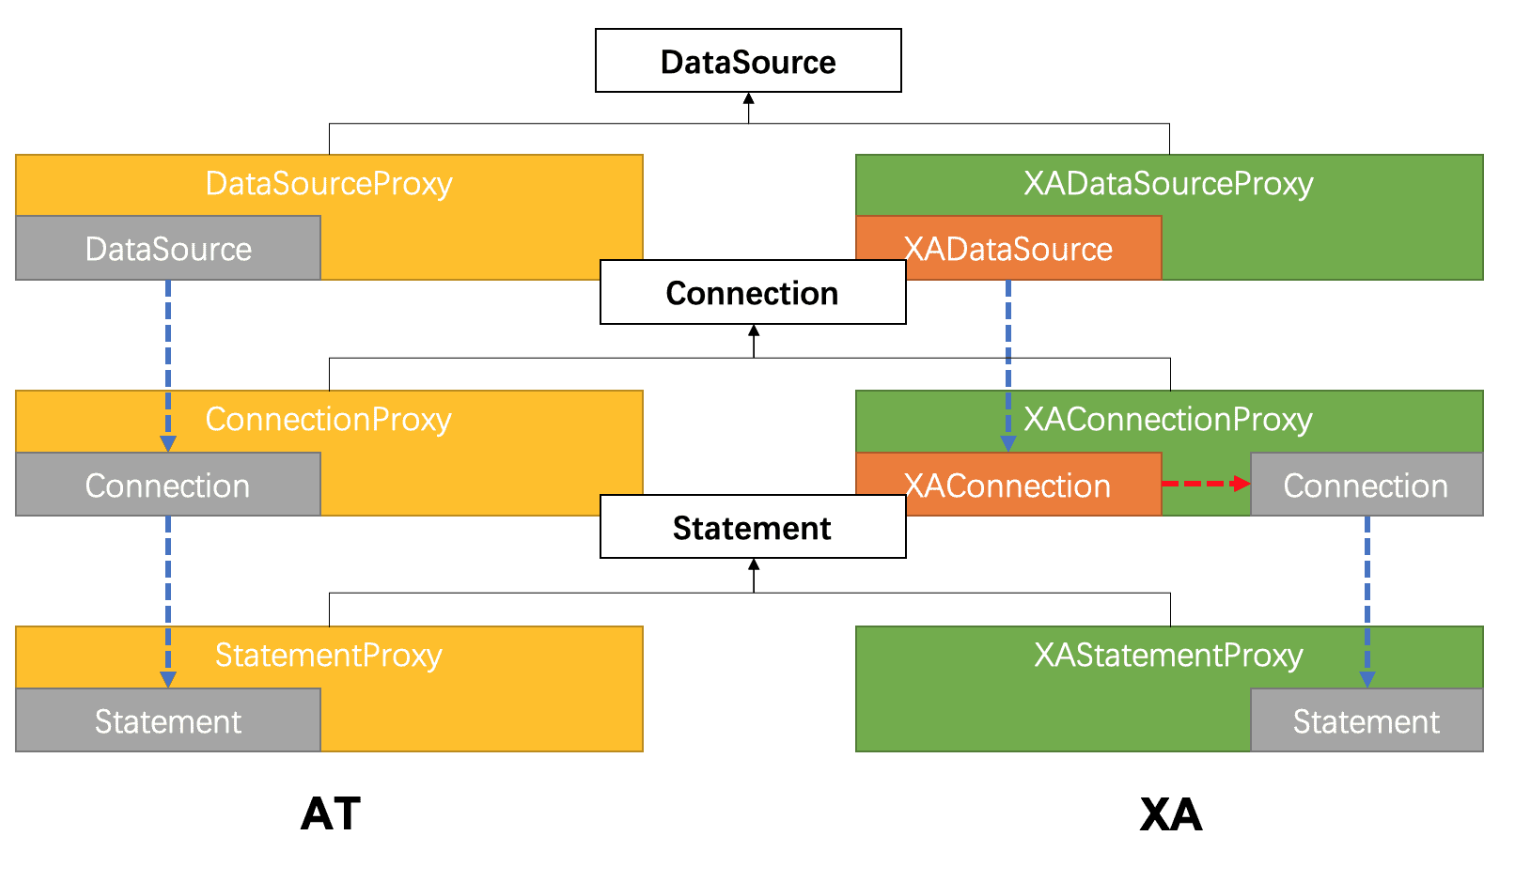 DataSource
DataSourceProxy
XADataSourceProxy
DataSource
XADataSource
Connection
ConnectionProxy
XAConnectionProxy
Connection
XAConnection
Connection
Statement
StatementProxy
XAStatementProxy
Statement
Statement
AT
XA